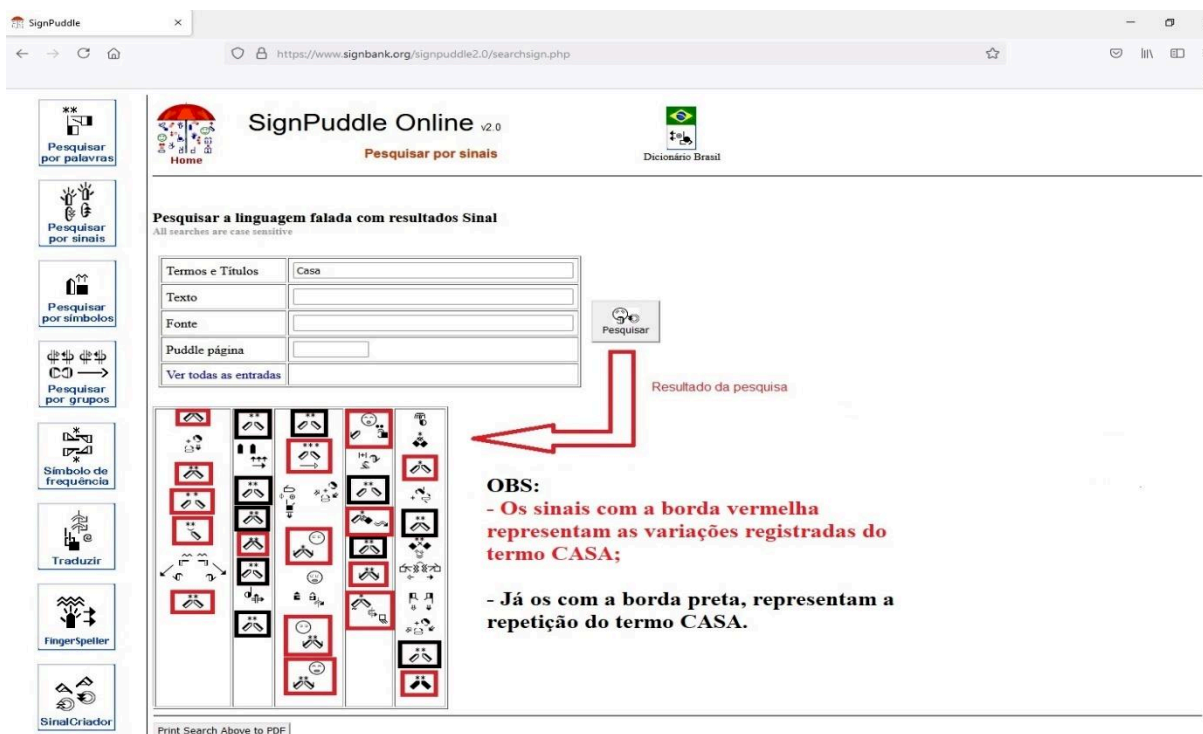 SignPuddle
https://www.signbank.org/signpuddle2.0/searchsign.php
Pesquisar
por palavras
Pesquisar
por sinais
Pesquisar
por símbolos
Pesquisar
por grupos
Símbolo de
frequência
Traduzir
FingerSpeller
SinalCriador
Home
SignPuddle Online v2.0
Pesquisar por sinais
Dicionário Brasil
Pesquisar a linguagem falada com resultados Sinal
All searches are case sensitive
Termos e Títulos Casa
Texto
Fonte
Puddle página
Ver todas as entradas
Pesquisar
Resultado da pesquisa
OBS:
- Os sinais com a borda vermelha
representam as variações registradas do
termo CASA;
- Já os com a borda preta, representam a
repetição do termo CASA.
Print Search Above to PDF